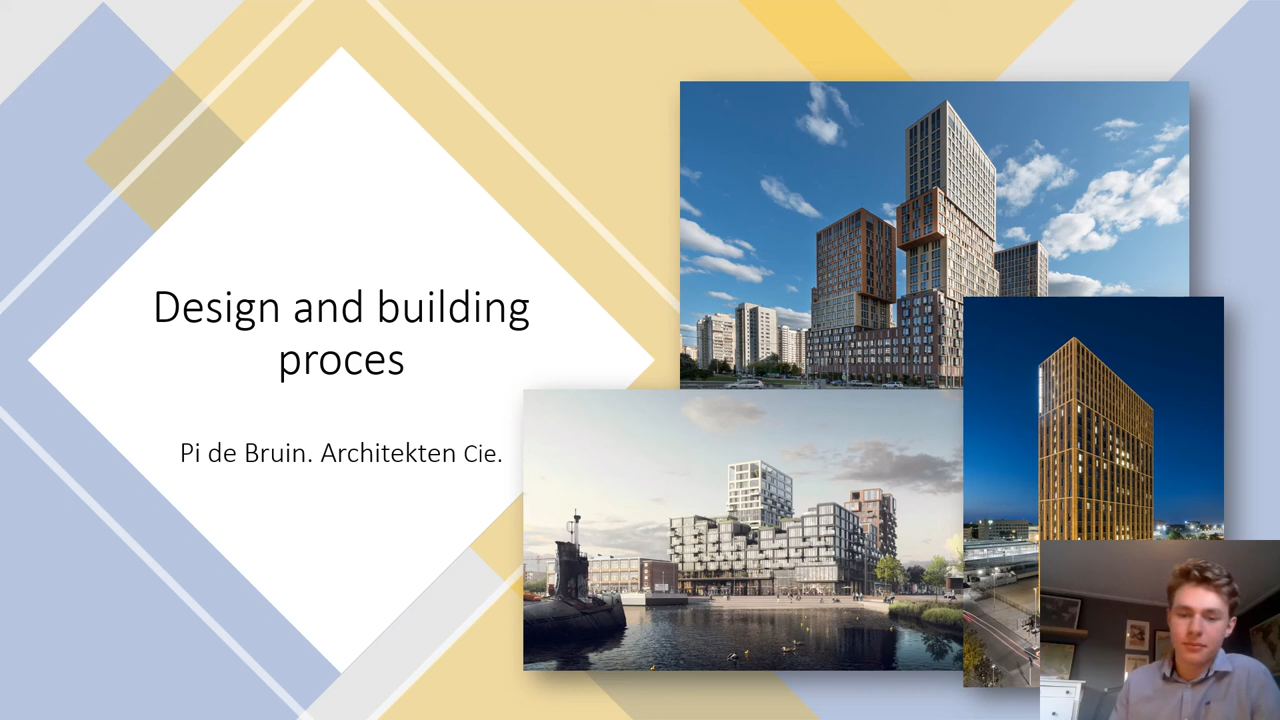 Design and building
proces
Pi de Bruin. Architekten Cie.